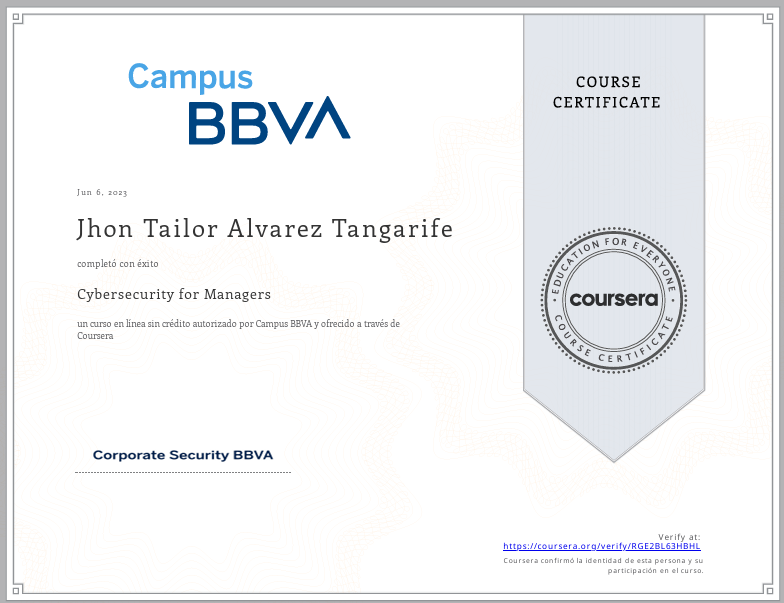 Campus
BBVA
COURSE
CERTIFICATE
Jun 6, 2023
Jhon Tailor Alvarez Tangarife
completó con éxito
Cybersecurity for Managers
un curso en línea sin crédito autorizado por Campus BBVA y ofrecido a través de
Coursera
EDUCATION FOR EVERYONE
coursera
COURSE CERTIFICATE
Corporate Security BBVA
Verify at:
https://coursera.org/verify/RGE2BL63HBHL
Coursera confirmó la identidad de esta persona y su
participación en el curso.